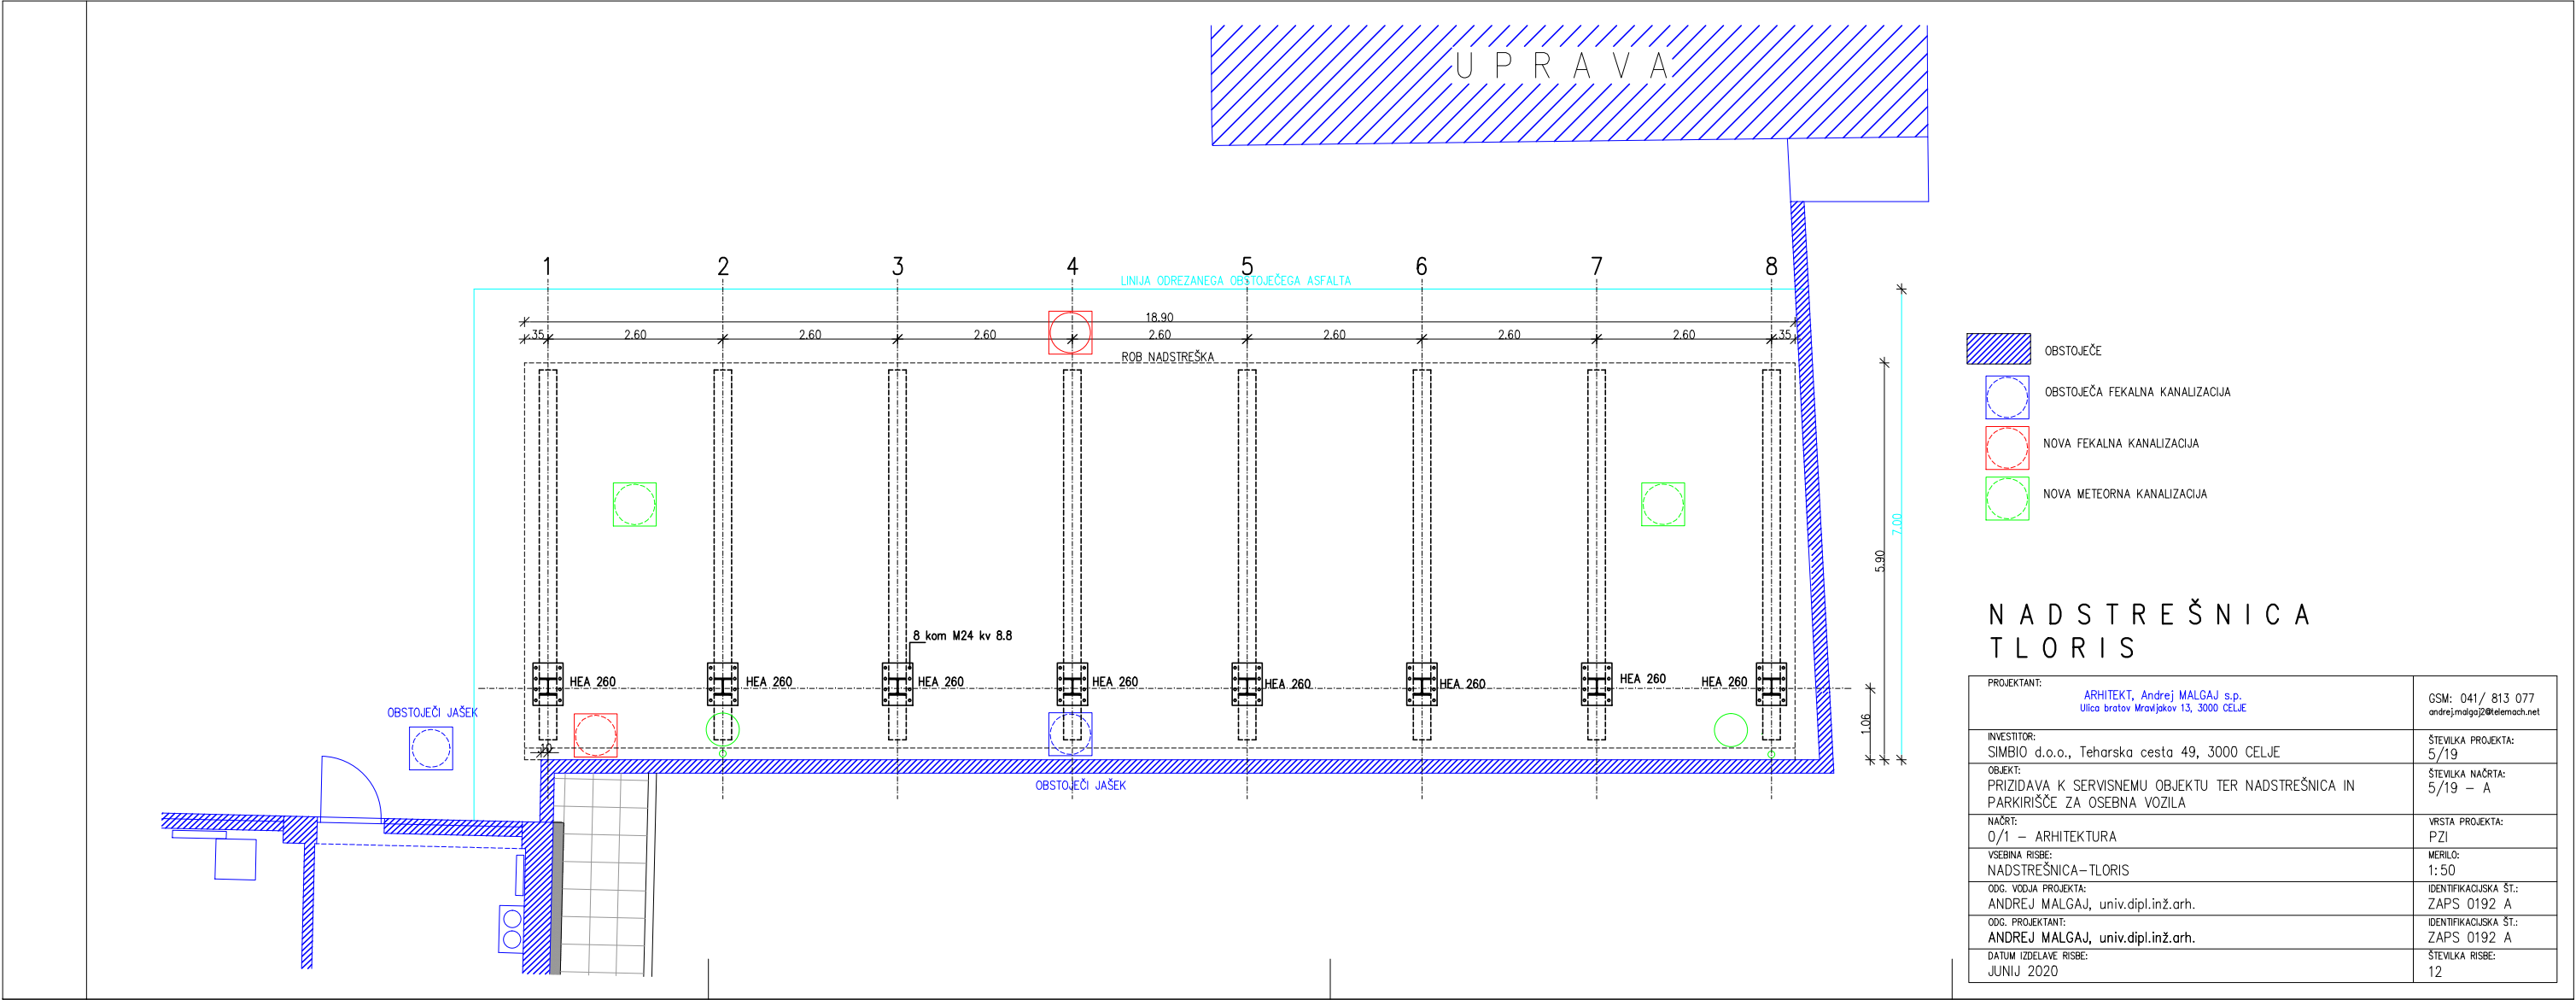 U P R A V A
1 2 3 4 5 6 7 8
LINIJA ODREZANEGA OBSTOJEČEGA ASFALTA
18.90
.35 2.60 2.60 2.60 2.60 2.60 2.60 2.60 .35
ROB NADSTREŠKA
7.00
5.90
1.06
8 kom M24 kv 8.8
HEA 260 HEA 260 HEA 260 HEA 260 HEA 260 HEA 260 HEA 260 HEA 260
OBSTOJEČI JAŠEK
10
OBSTOJEČI JAŠEK
OBSTOJEČE
OBSTOJEČA FEKALNA KANALIZACIJA
NOVA FEKALNA KANALIZACIJA
NOVA METEORNA KANALIZACIJA
N A D S T R E Š N I C A
T L O R I S
PROJEKTANT:
ARHITEKT, Andrej MALGAJ s.p.
Ulica bratov Mravljakov 13, 3000 CELJE
GSM: 041/ 813 077
andrej.malgaj2@telemach.net
INVESTITOR:
SIMBIO d.o.o., Teharska cesta 49, 3000 CELJE
ŠTEVILKA PROJEKTA:
5/19
OBJEKT:
PRIZIDAVA K SERVISNEMU OBJEKTU TER NADSTREŠNICA IN
PARKIRIŠČE ZA OSEBNA VOZILA
ŠTEVILKA NAČRTA:
5/19 - A
NAČRT:
0/1 - ARHITEKTURA
VRSTA PROJEKTA:
PZI
VSEBINA RISBE:
NADSTREŠNICA-TLORIS
MERILO:
1:50
ODG. VODJA PROJEKTA:
ANDREJ MALGAJ, univ.dipl.inž.arh.
IDENTIFIKACIJSKA ŠT.:
ZAPS 0192 A
ODG. PROJEKTANT:
ANDREJ MALGAJ, univ.dipl.inž.arh.
IDENTIFIKACIJSKA ŠT.:
ZAPS 0192 A
DATUM IZDELAVE RISBE:
JUNIJ 2020
ŠTEVILKA RISBE:
12